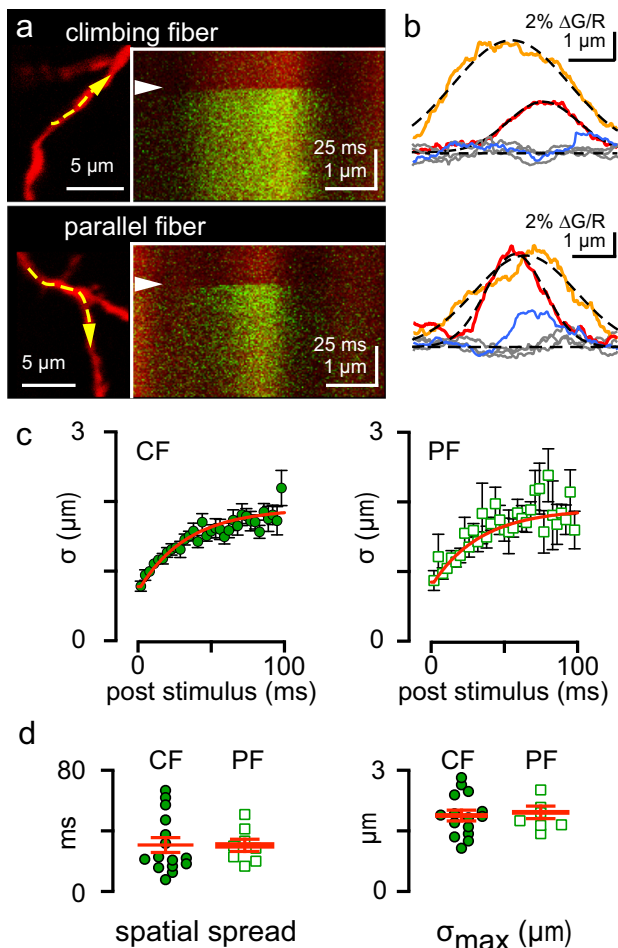 a
climbing fiber
5 µm
25 ms
1 µm
b
2% ΔG/R
1 µm
parallel fiber
5 µm
25 ms
1 µm
2% ΔG/R
1 µm
c
3
CF
σ (µm)
0
0 100
post stimulus (ms)
3
PF
σ (µm)
0
0 100
post stimulus (ms)
d
80
CF PF
ms
0
spatial spread
3
CF PF
µm
0
σmax (µm)